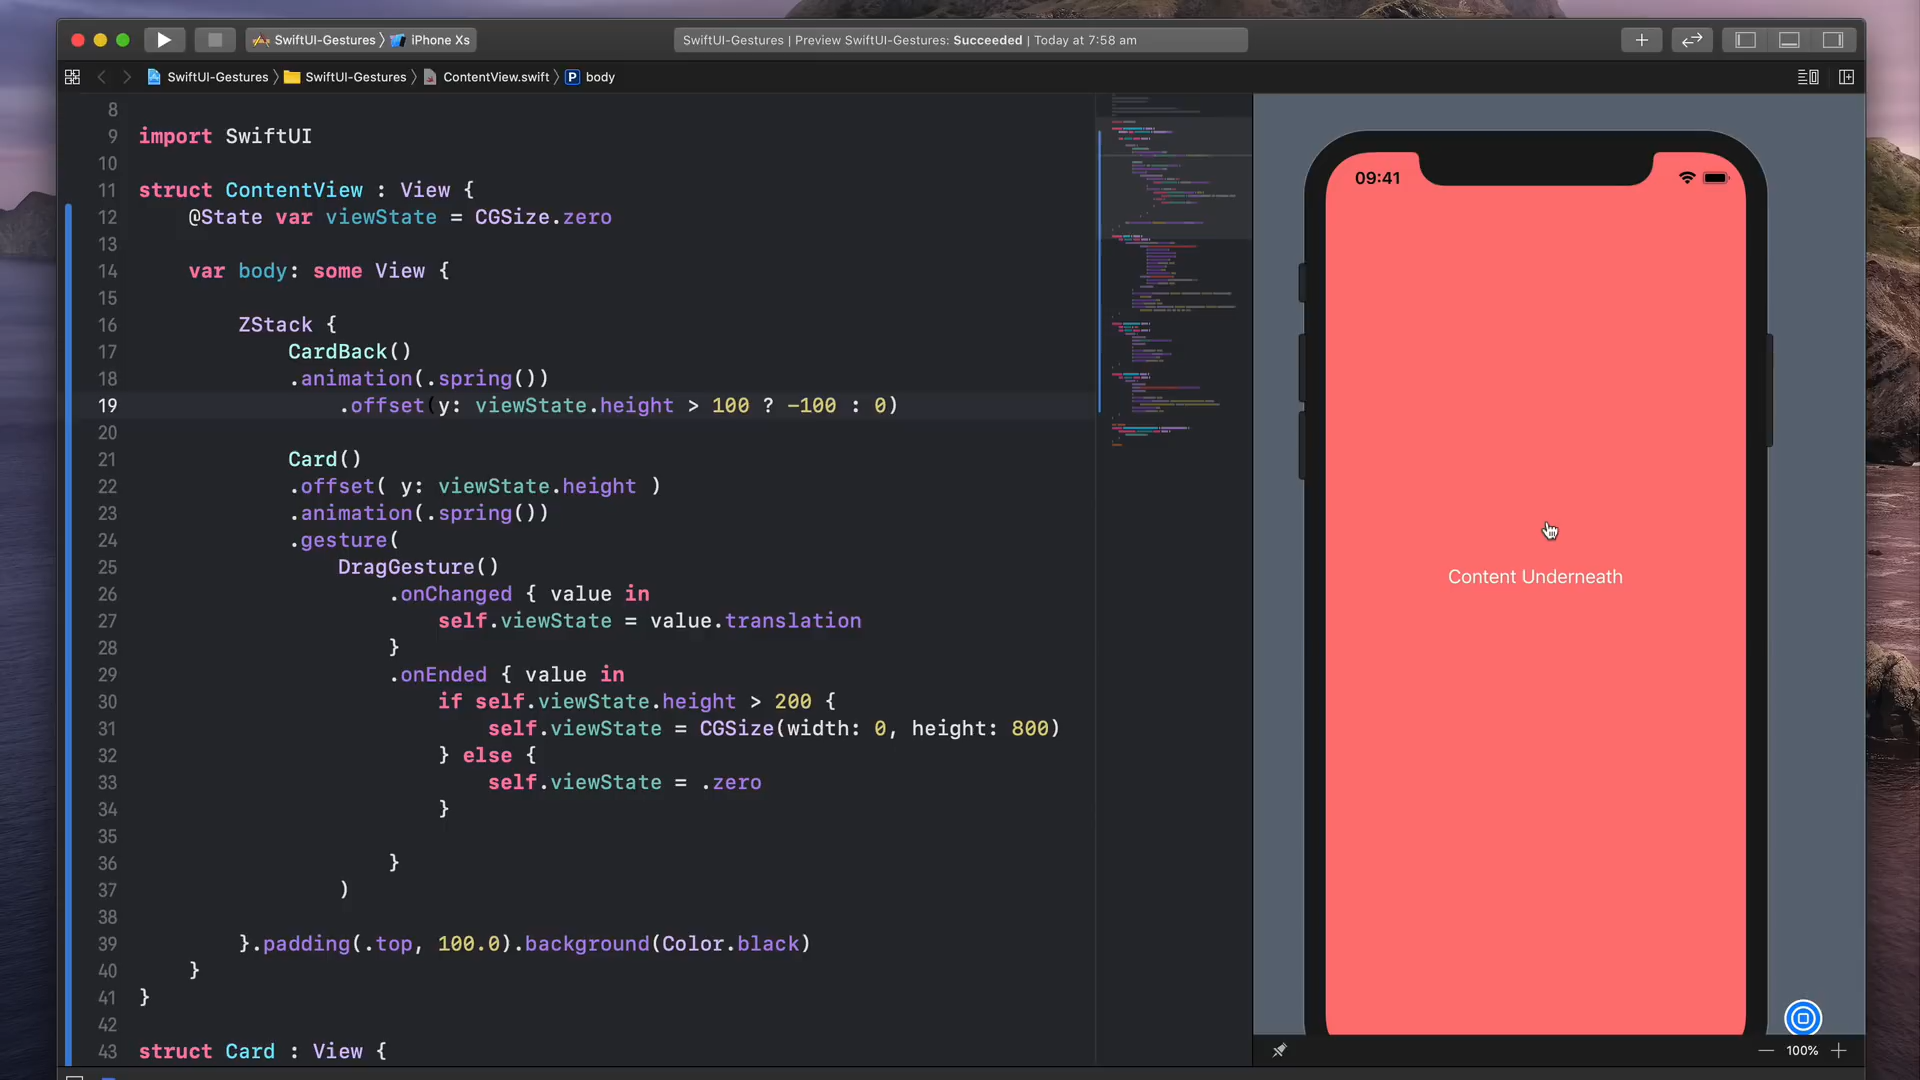 SwiftUI-Gestures iPhone Xs
SwiftUI-Gestures | Preview SwiftUI-Gestures: Succeeded | Today at 7:58 am
SwiftUI-Gestures SwiftUI-Gestures ContentView.swift P body
8
9 import SwiftUI
10
11 struct ContentView : View {
12 @State var viewState = CGSize.zero
13
14 var body: some View {
15
16 ZStack {
17 CardBack()
18 .animation(.spring())
19 .offset(y: viewState.height > 100 ? -100 : 0)
20
21 Card()
22 .offset( y: viewState.height )
23 .animation(.spring())
24 .gesture(
25 DragGesture()
26 .onChanged { value in
27 self.viewState = value.translation
28 }
29 .onEnded { value in
30 if self.viewState.height > 200 {
31 self.viewState = CGSize(width: 0, height: 800)
32 } else {
33 self.viewState = .zero
34 }
35
36 }
37 )
38
39 }.padding(.top, 100.0).background(Color.black)
40 }
41 }
42
43 struct Card : View {
09:41
Content Underneath
100%